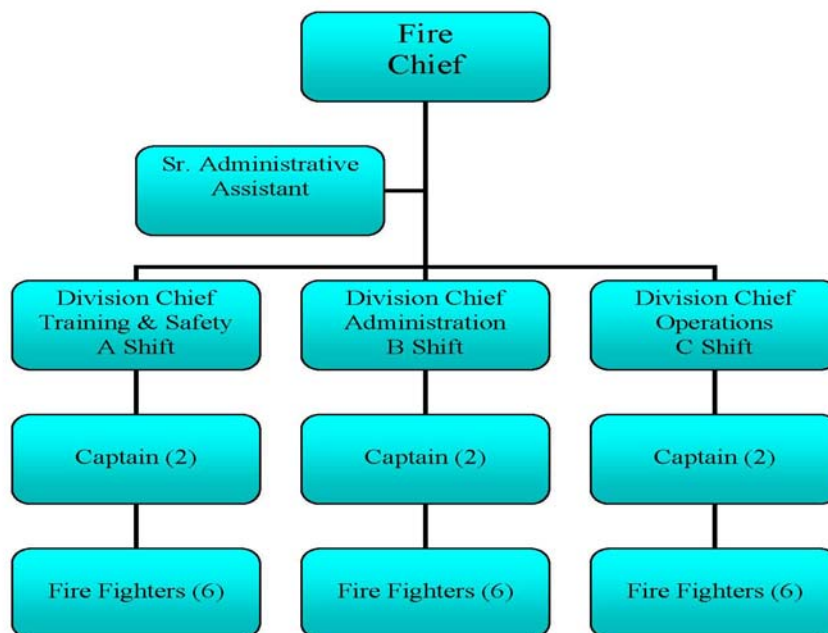 Fire
Chief
Sr. Administrative
Assistant
Division Chief
Training & Safety
A Shift
Division Chief
Administration
B Shift
Division Chief
Operations
C Shift
Captain (2)
Captain (2)
Captain (2)
Fire Fighters (6)
Fire Fighters (6)
Fire Fighters (6)